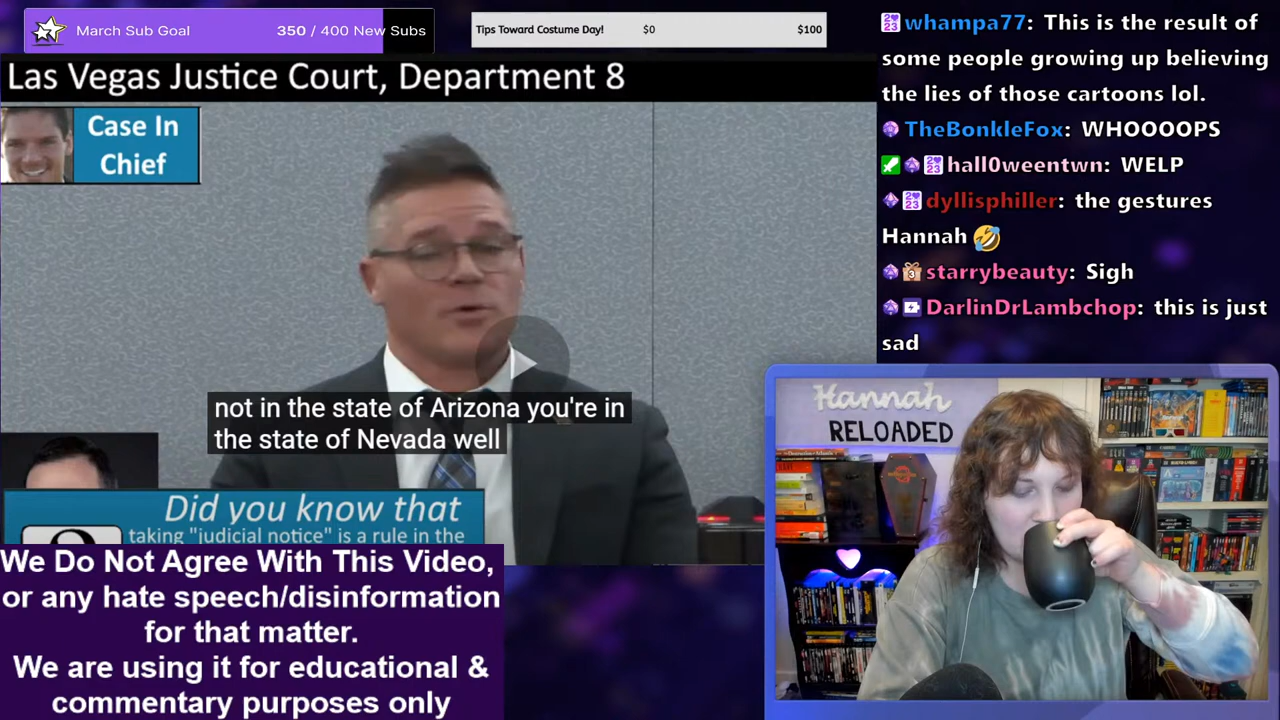 March Sub Goal
350 / 400 New Subs
Tips Toward Costume Day!
$0
$100
Las Vegas Justice Court, Department 8
Case In
Chief
not in the state of Arizona you're in
the state of Nevada well
Did you know that
taking "judicial notice" is a rule in the
We Do Not Agree With This Video,
or any hate speech/disinformation
for that matter.
We are using it for educational &
commentary purposes only
whampa77: This is the result of
some people growing up believing
the lies of those cartoons lol.
TheBonkleFox: WHOOOOPS
hall0weentwn: WELP
dyllisphiller: the gestures
Hannah 🤣
starrybeauty: Sigh
DarlinDrLambchop: this is just
sad
Hannah
RELOADED